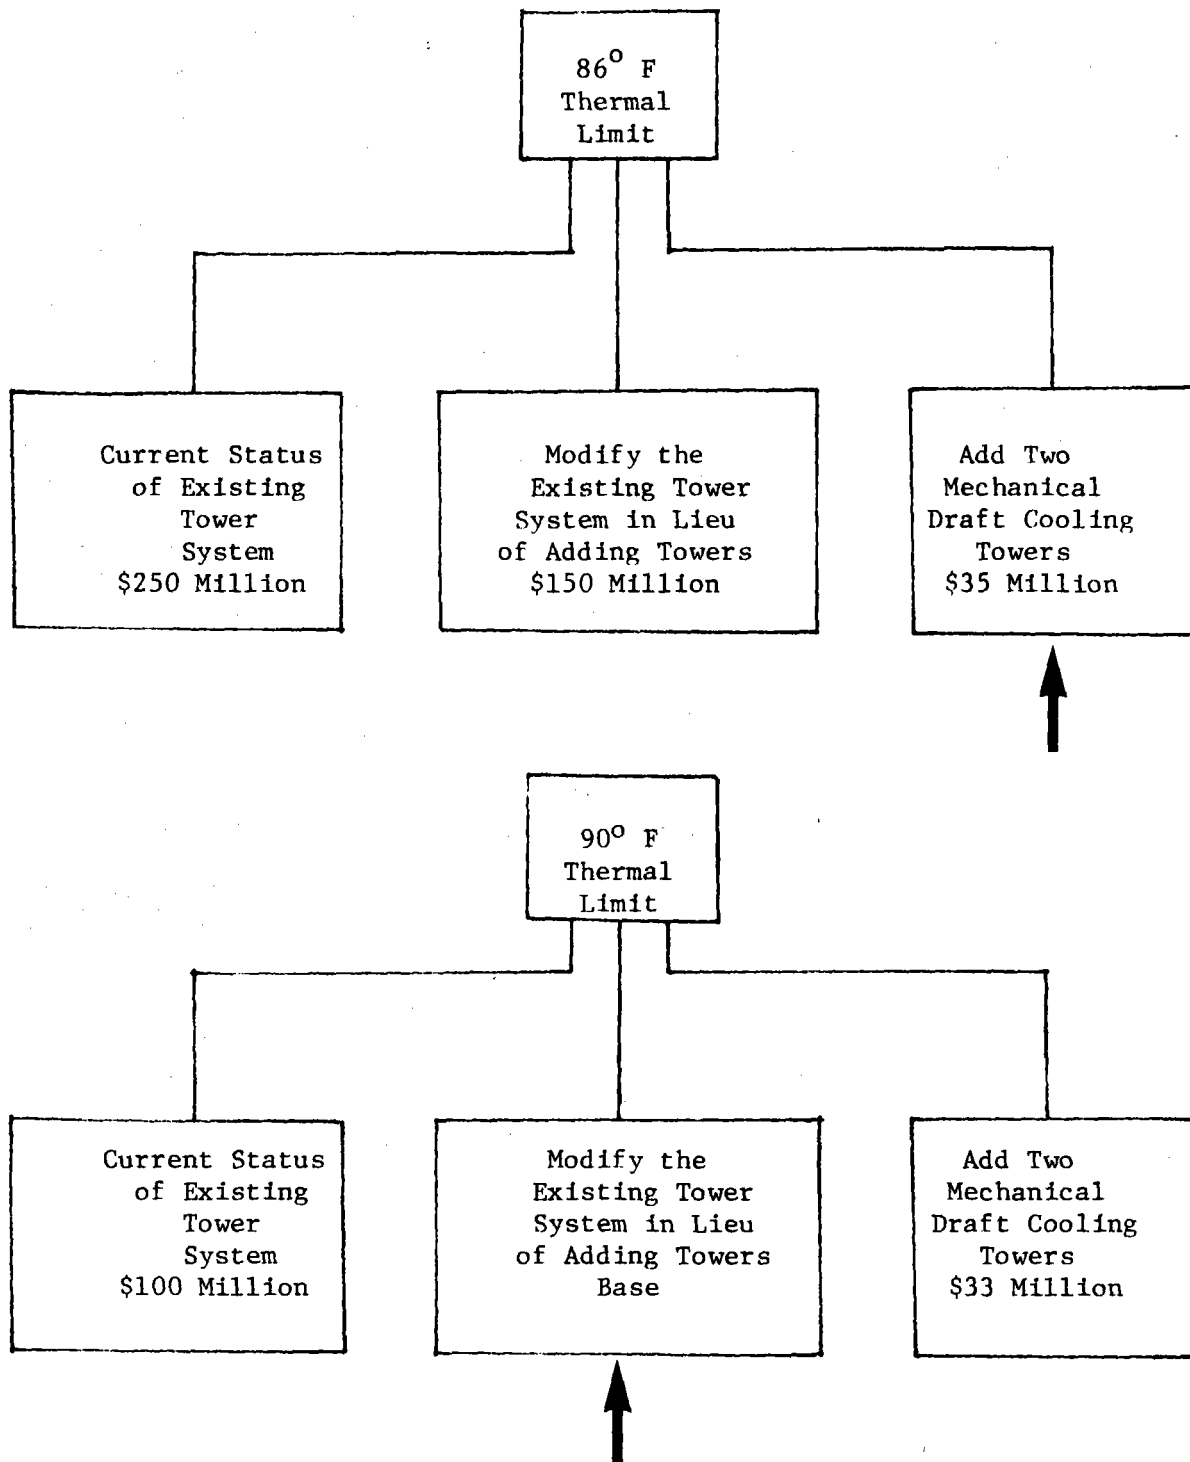 86° F
Thermal
Limit
Current Status
of Existing
Tower
System
$250 Million
Modify the
Existing Tower
System in Lieu
of Adding Towers
$150 Million
Add Two
Mechanical
Draft Cooling
Towers
$35 Million
90° F
Thermal
Limit
Current Status
of Existing
Tower
System
$100 Million
Modify the
Existing Tower
System in Lieu
of Adding Towers
Base
Add Two
Mechanical
Draft Cooling
Towers
$33 Million